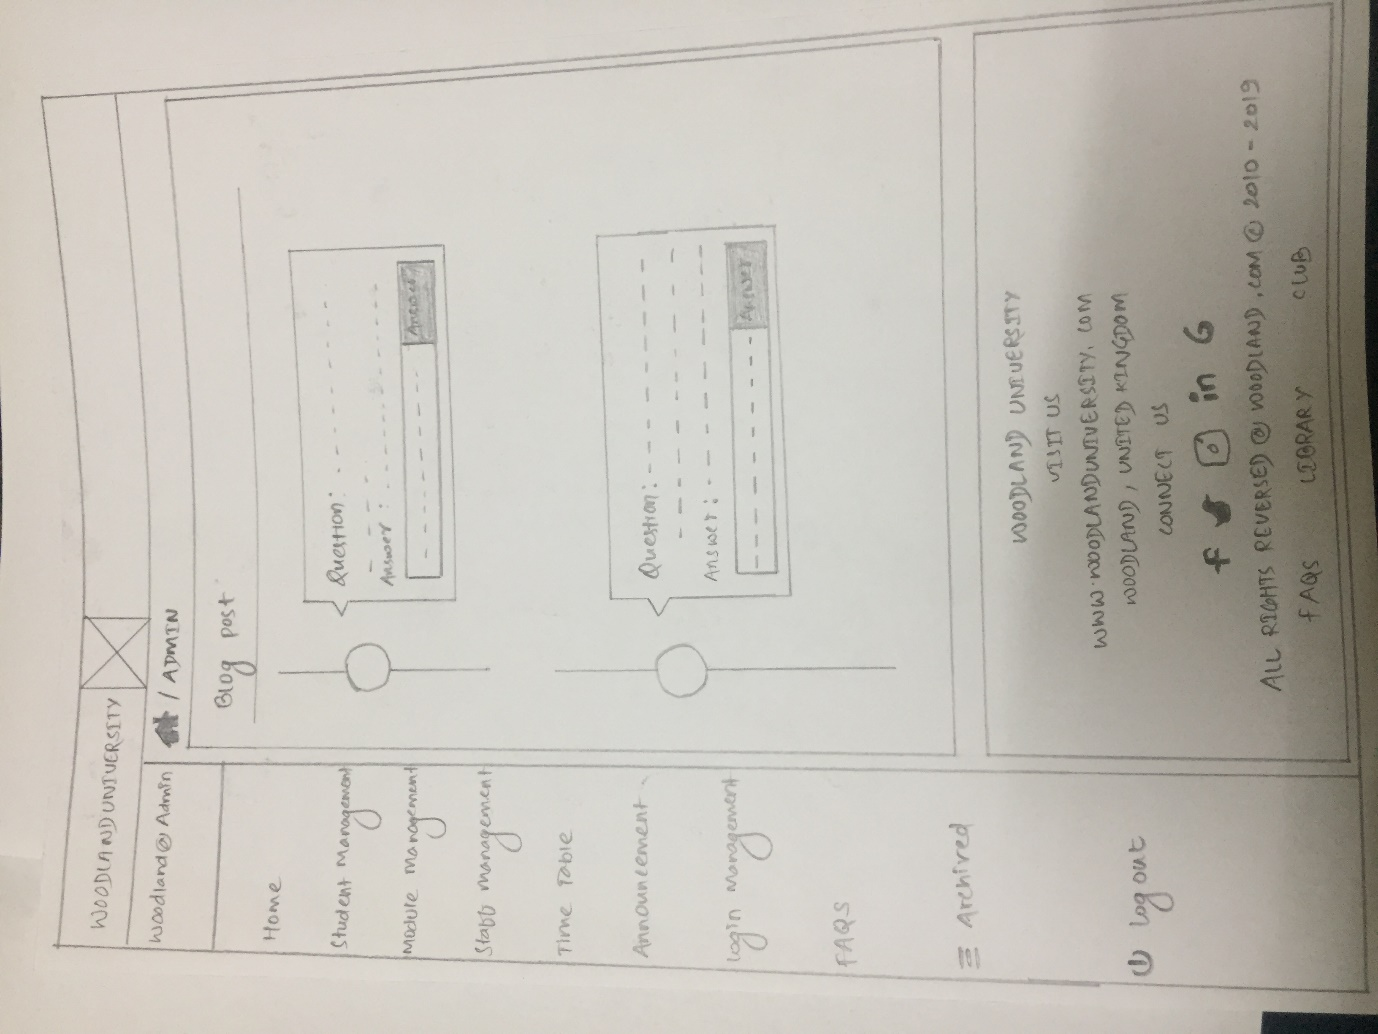 WOODLAND UNIVERSITY
Woodland @ Admin
/ ADMIN
Home
Student Management
Module Management
Staff Management
Time Table
Announcement
Login Management
FAQS
Archived
Log out
Blog post
Question:
Answer:
Answer
Question:
Answer:
Answer
WOODLAND UNIVERSITY
VISIT US
WWW.WOODLANDUNIVERSITY.COM
WOODLAND, UNITED KINGDOM
CONNECT US
f in G
ALL RIGHTS REVERSED @ WOODLAND.COM @ 2010 - 2019
FAQS LIBRARY CLUB